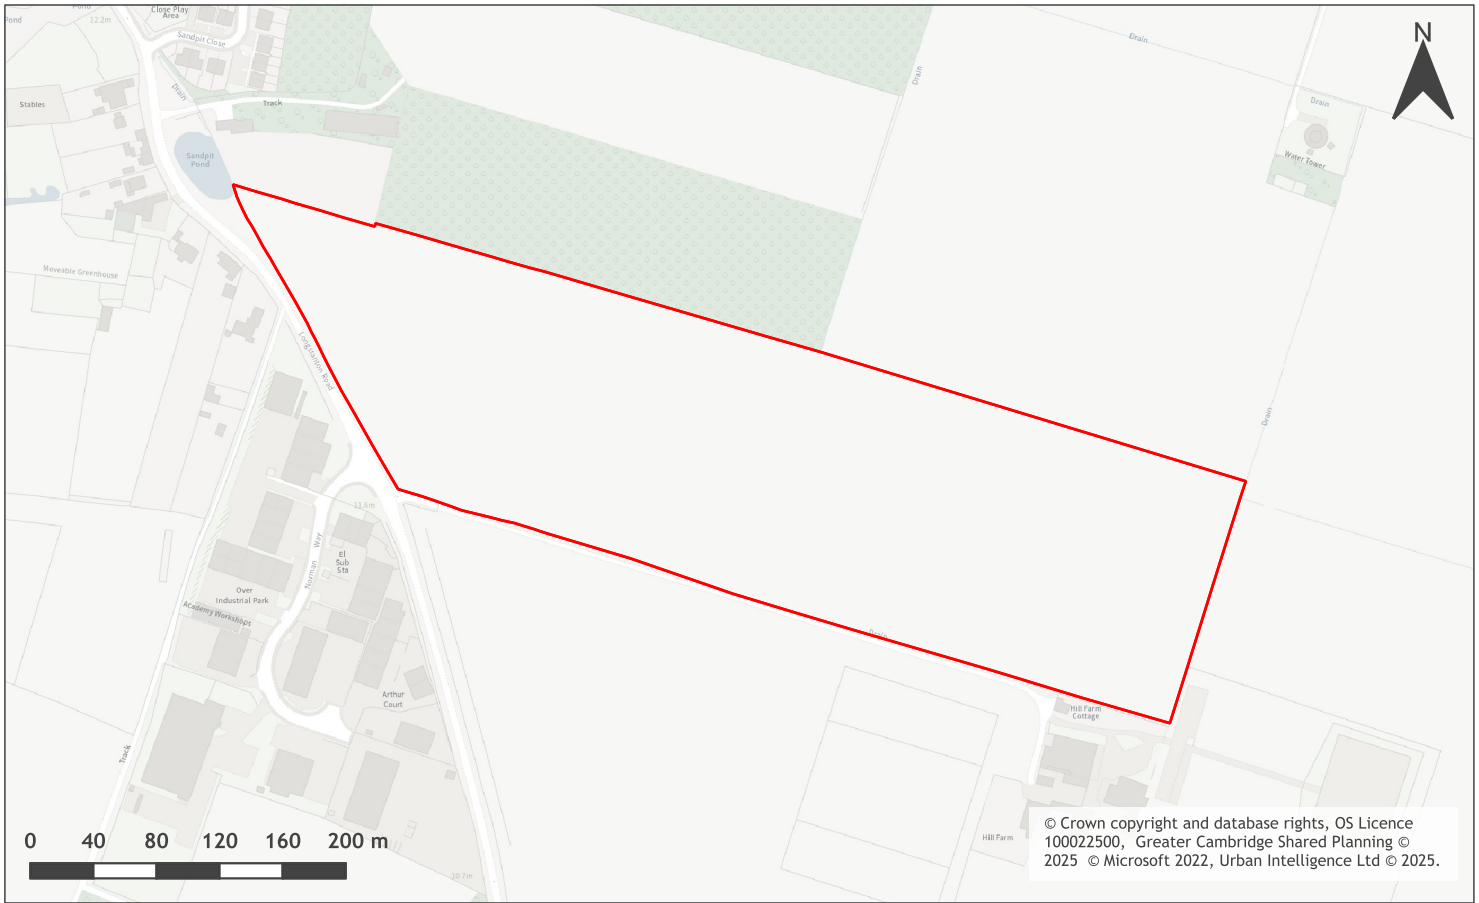 Pond
Pond
12.2m
Close Play
Area
Sandpit Close
Drain
N
Stables
Drain
Track
Drain
Drain
Sandpit
Pond
Water Tower
Moveable Greenhouse
Longstanton Road
Drain
11.6m
Norman Way
El
Sub
Sta
Over
Industrial Park
Academy Workshops
Drain
Arthur
Court
Hill Farm
Cottage
Track
0 40 80 120 160 200 m
Hill Farm
10.7m
© Crown copyright and database rights, OS Licence
100022500, Greater Cambridge Shared Planning ©
2025 © Microsoft 2022, Urban Intelligence Ltd © 2025.